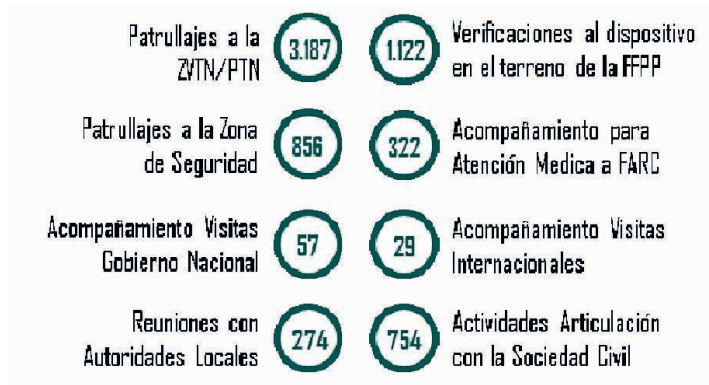 Patrullajes a la
ZVTN/PTN
3.187
1.122
Verificaciones al dispositivo
en el terreno de la FFPP
Patrullajes a la Zona
de Seguridad
856
322
Acompañamiento para
Atención Medica a FARC
Acompañamiento Visitas
Gobierno Nacional
57
29
Acompañamiento Visitas
Internacionales
Reuniones con
Autoridades Locales
274
754
Actividades Articulación
con la Sociedad Civil